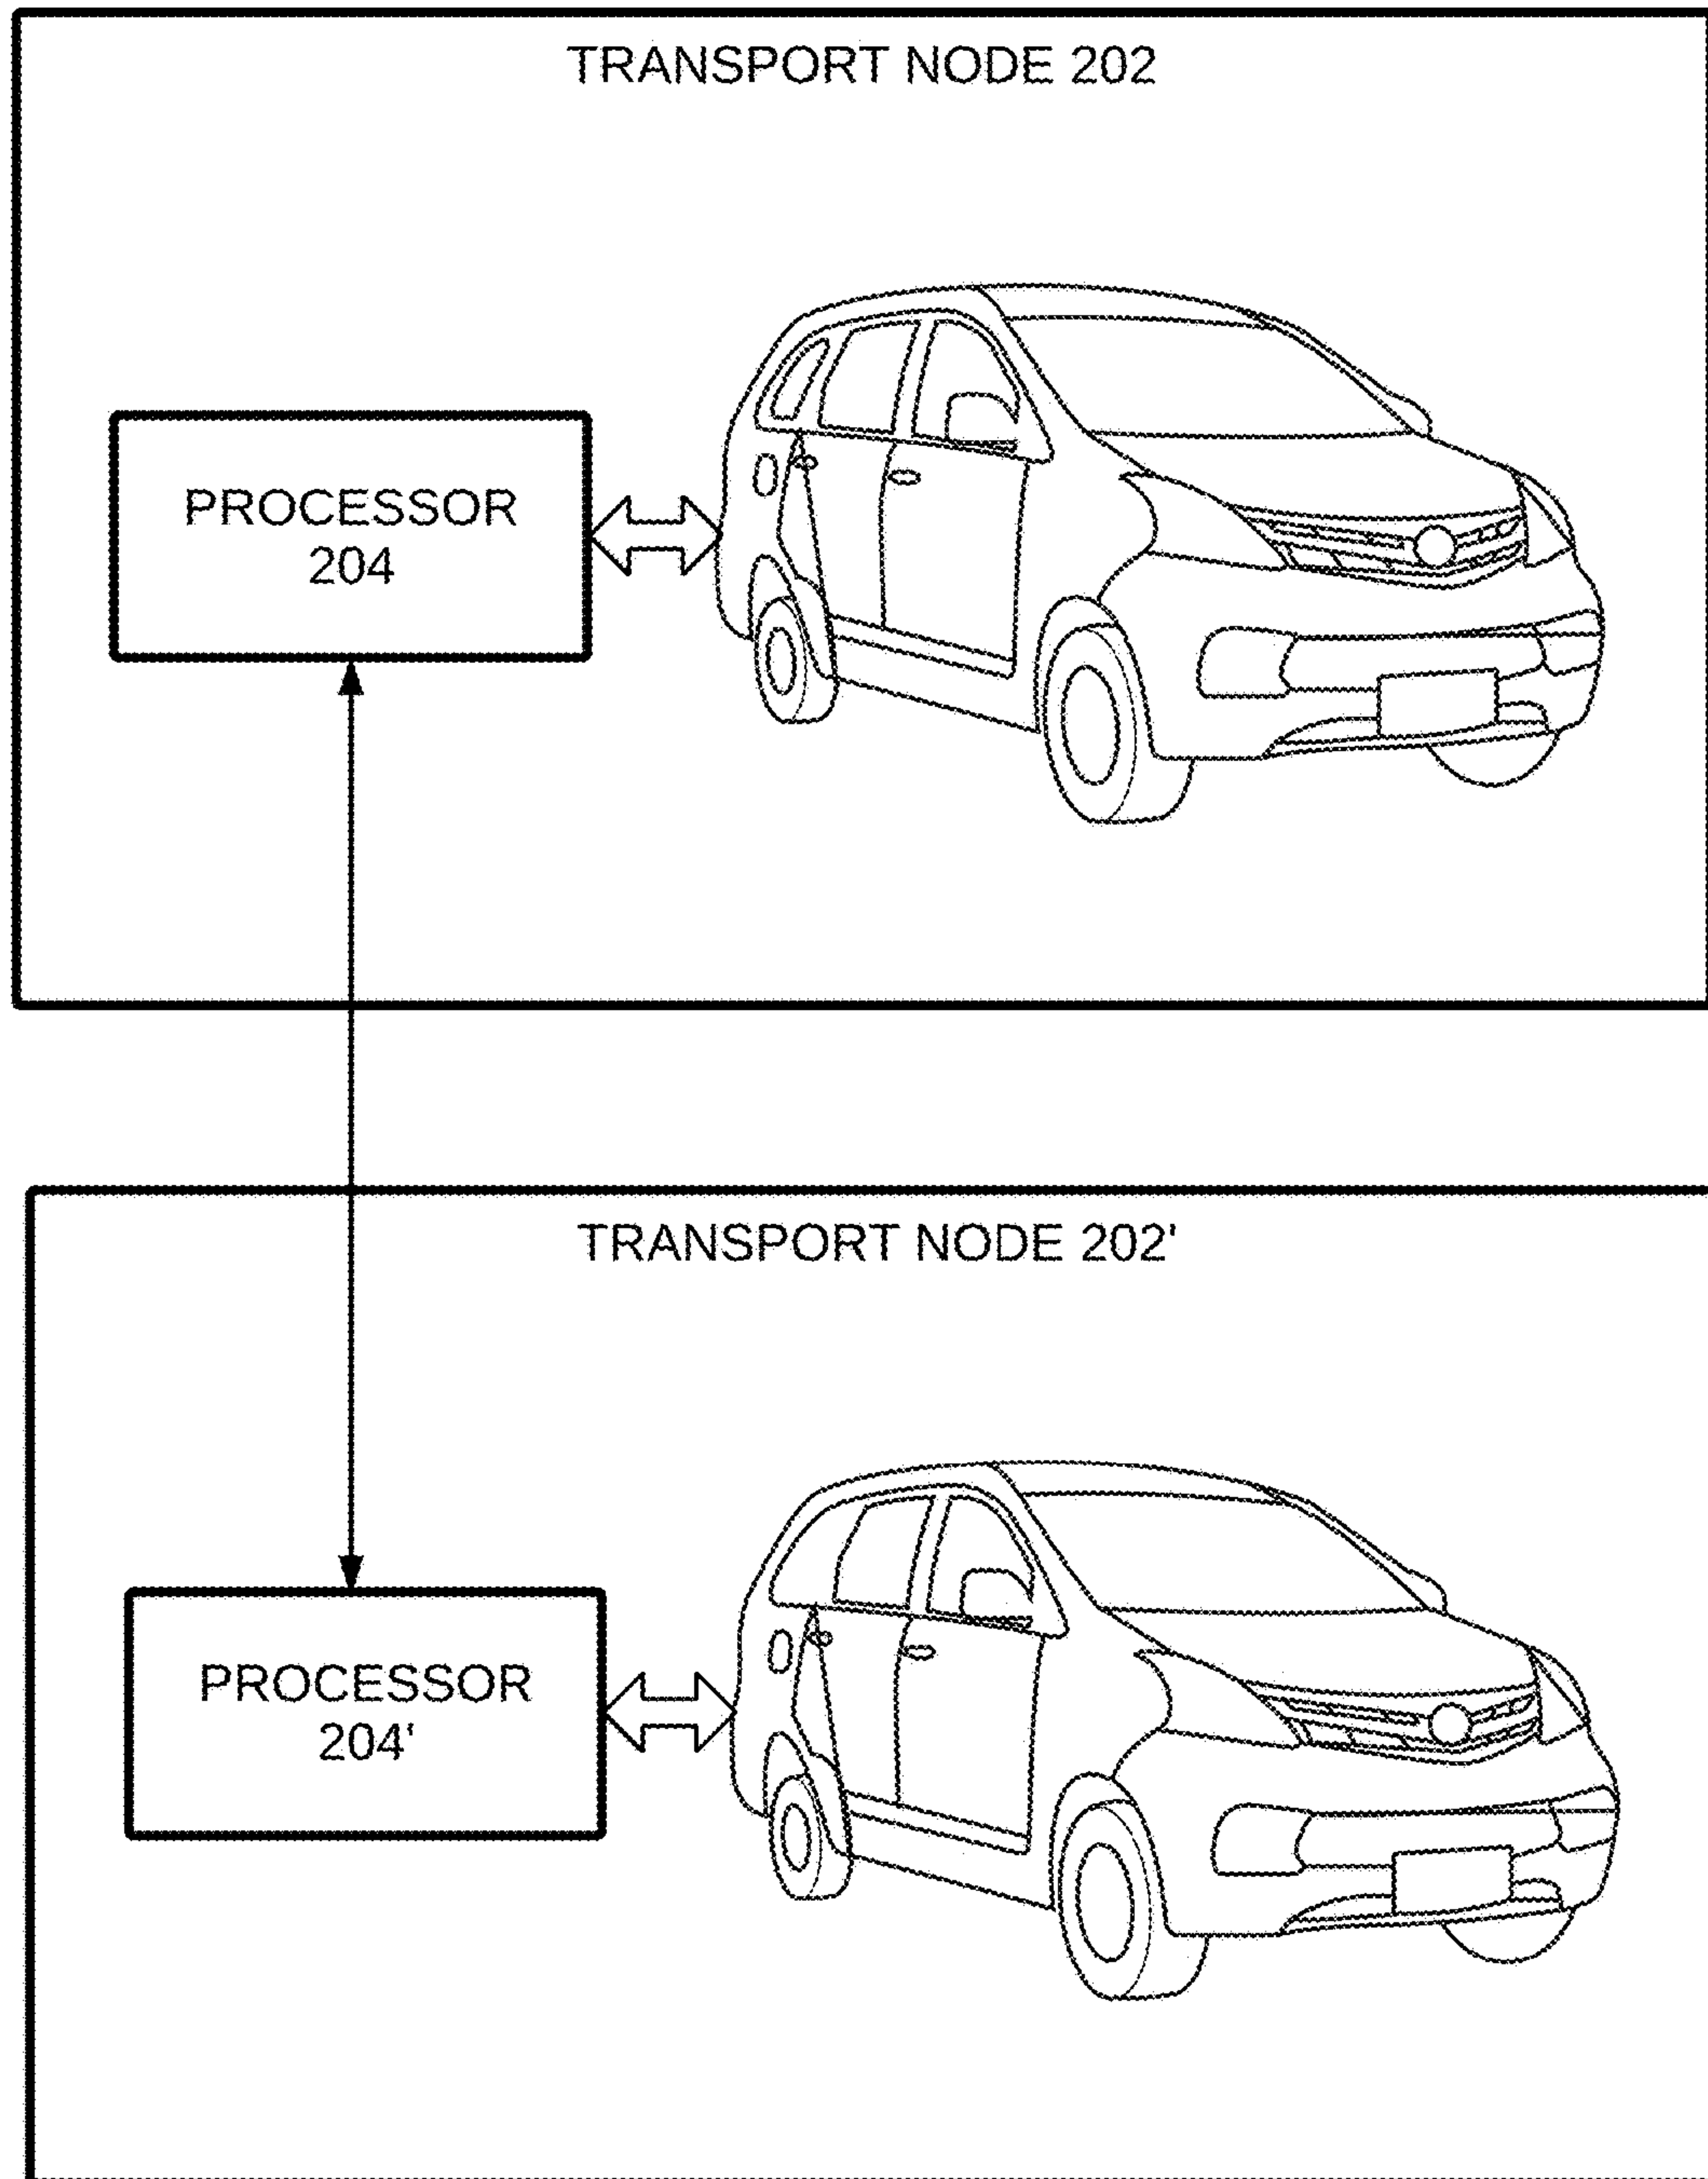 TRANSPORT NODE 202
PROCESSOR
204
TRANSPORT NODE 202'
PROCESSOR
204'